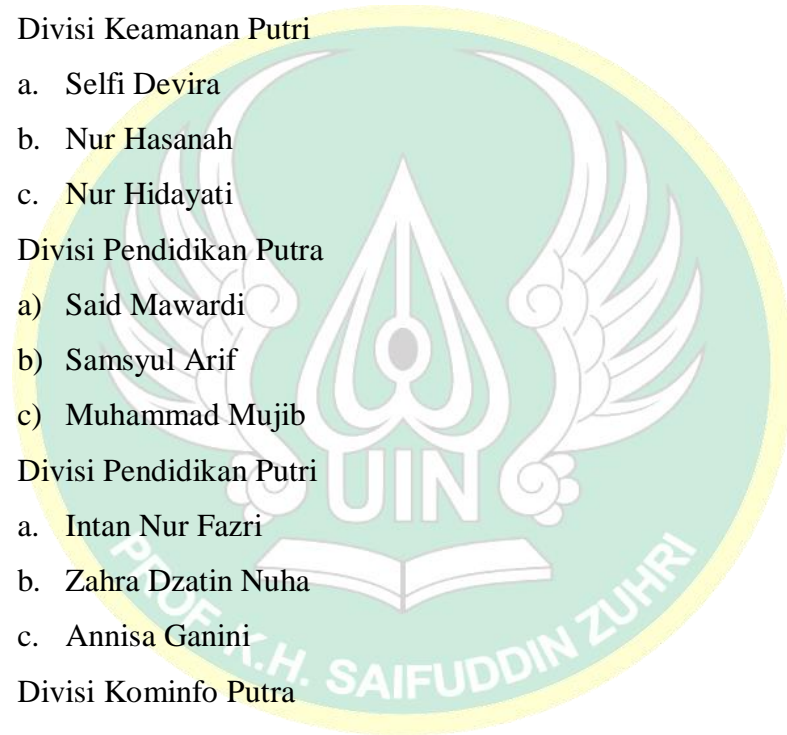 Divisi Keamanan Putri
a. Selfi Devira
b. Nur Hasanah
c. Nur Hidayati
Divisi Pendidikan Putra
a) Said Mawardi
b) Samsyul Arif
c) Muhammad Mujib
Divisi Pendidikan Putri
a. Intan Nur Fazri
b. Zahra Dzatin Nuha
c. Annisa Ganini
Divisi Kominfo Putra
UIN
PROF. K.H. SAIFUDDIN ZUHRI